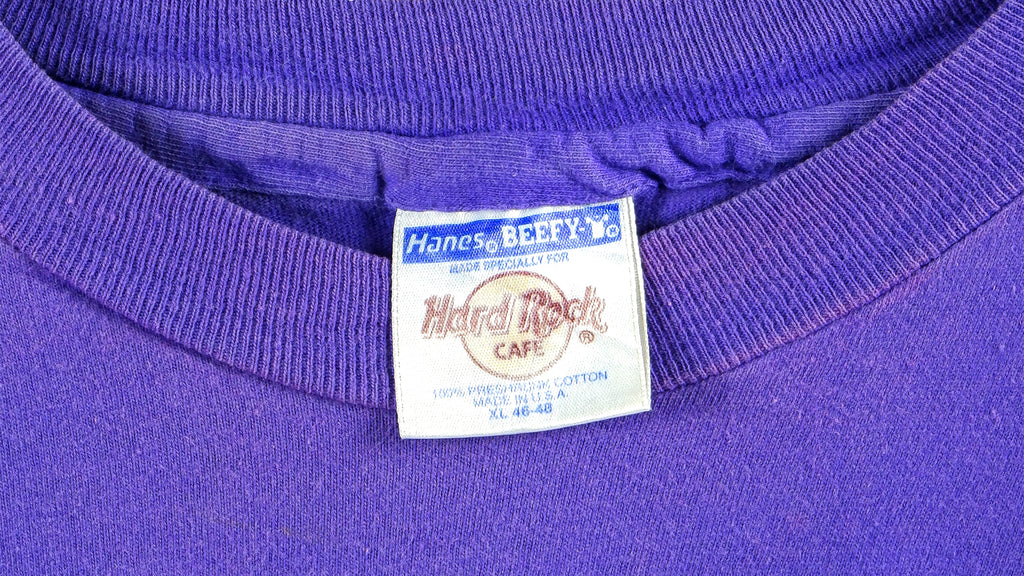 Hanes® BEEFY-T®
MADE SPECIALLY FOR
Hard Rock
CAFE ®
100% PRESHRUNK COTTON
MADE IN U.S.A.
XL 46-48